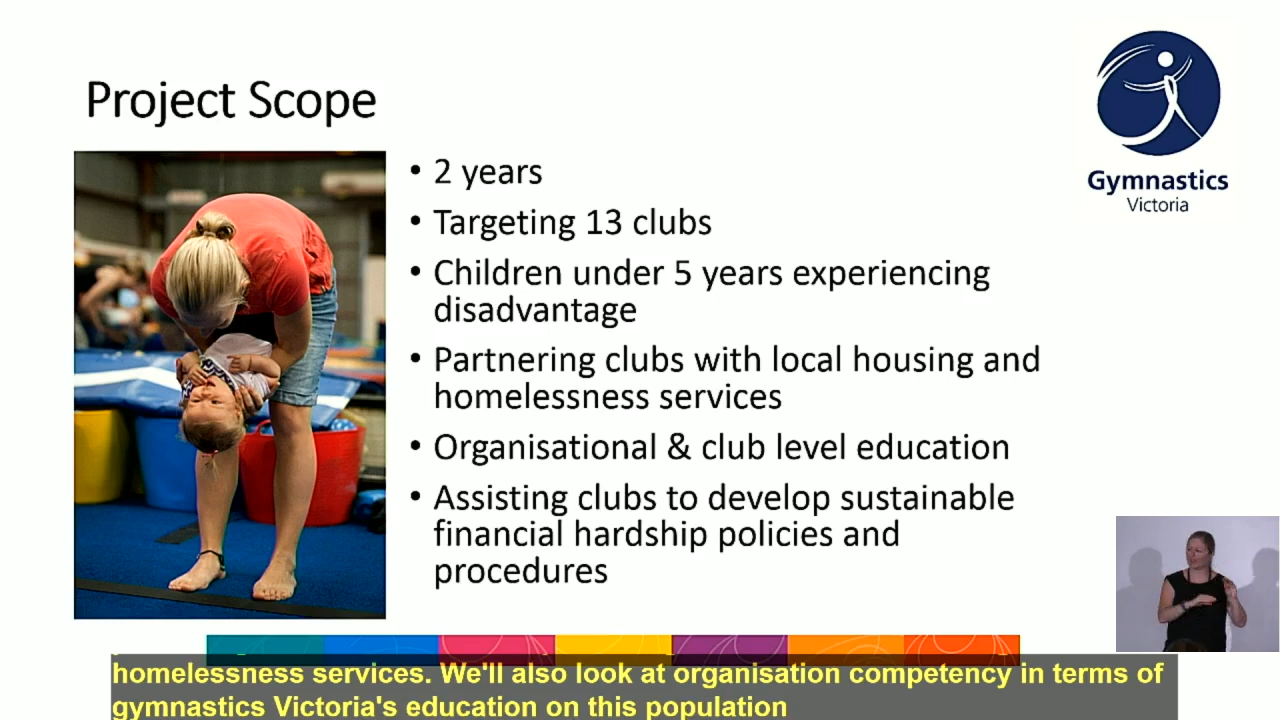 Project Scope
Gymnastics
Victoria
• 2 years
• Targeting 13 clubs
• Children under 5 years experiencing
disadvantage
• Partnering clubs with local housing and
homelessness services
• Organisational & club level education
• Assisting clubs to develop sustainable
financial hardship policies and
procedures
homelessness services. We'll also look at organisation competency in terms of
gymnastics Victoria's education on this population